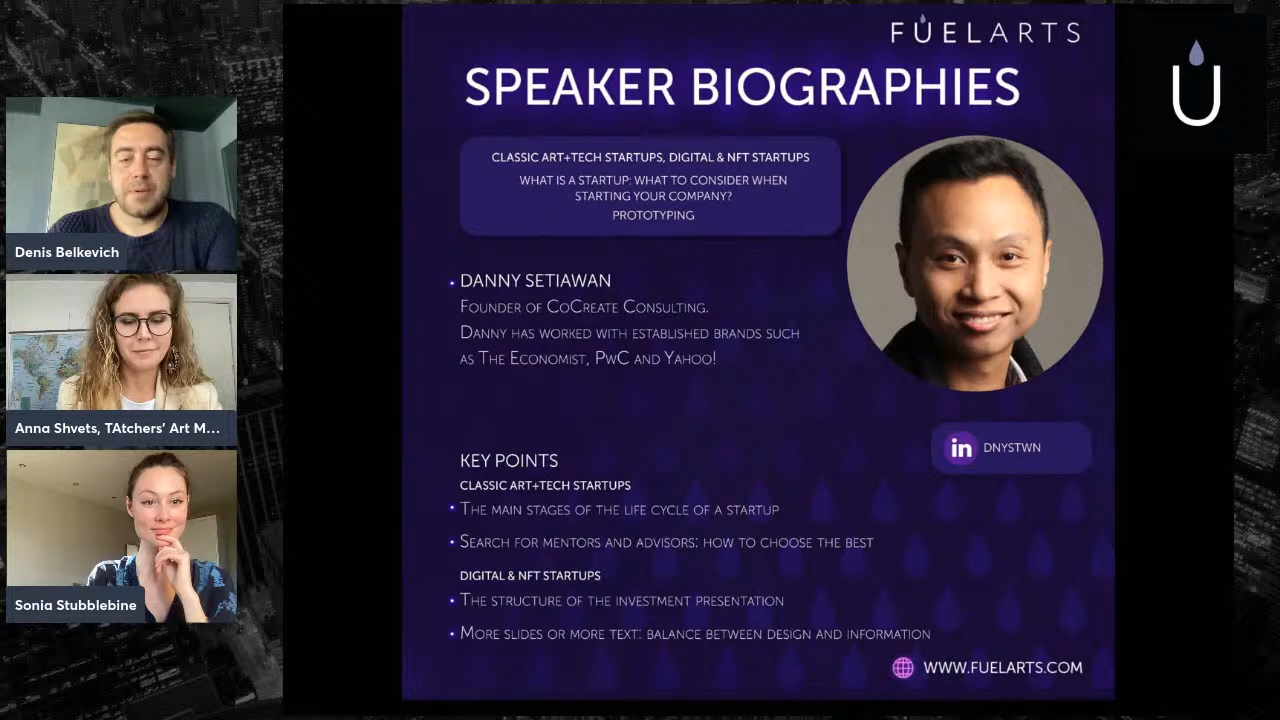 FUELARTS
SPEAKER BIOGRAPHIES
CLASSIC ART+TECH STARTUPS, DIGITAL & NFT STARTUPS
WHAT IS A STARTUP: WHAT TO CONSIDER WHEN
STARTING YOUR COMPANY?
PROTOTYPING
• DANNY SETIAWAN
FOUNDER OF COCREATE CONSULTING.
DANNY HAS WORKED WITH ESTABLISHED BRANDS SUCH
AS THE ECONOMIST, PWC AND YAHOO!
in DNYSTWN
KEY POINTS
CLASSIC ART+TECH STARTUPS
• THE MAIN STAGES OF THE LIFE CYCLE OF A STARTUP
• SEARCH FOR MENTORS AND ADVISORS: HOW TO CHOOSE THE BEST
DIGITAL & NFT STARTUPS
• THE STRUCTURE OF THE INVESTMENT PRESENTATION
• MORE SLIDES OR MORE TEXT: BALANCE BETWEEN DESIGN AND INFORMATION
WWW.FUELARTS.COM
Denis Belkevich
Anna Shvets, TAtchers' Art M...
Sonia Stubblebine
U